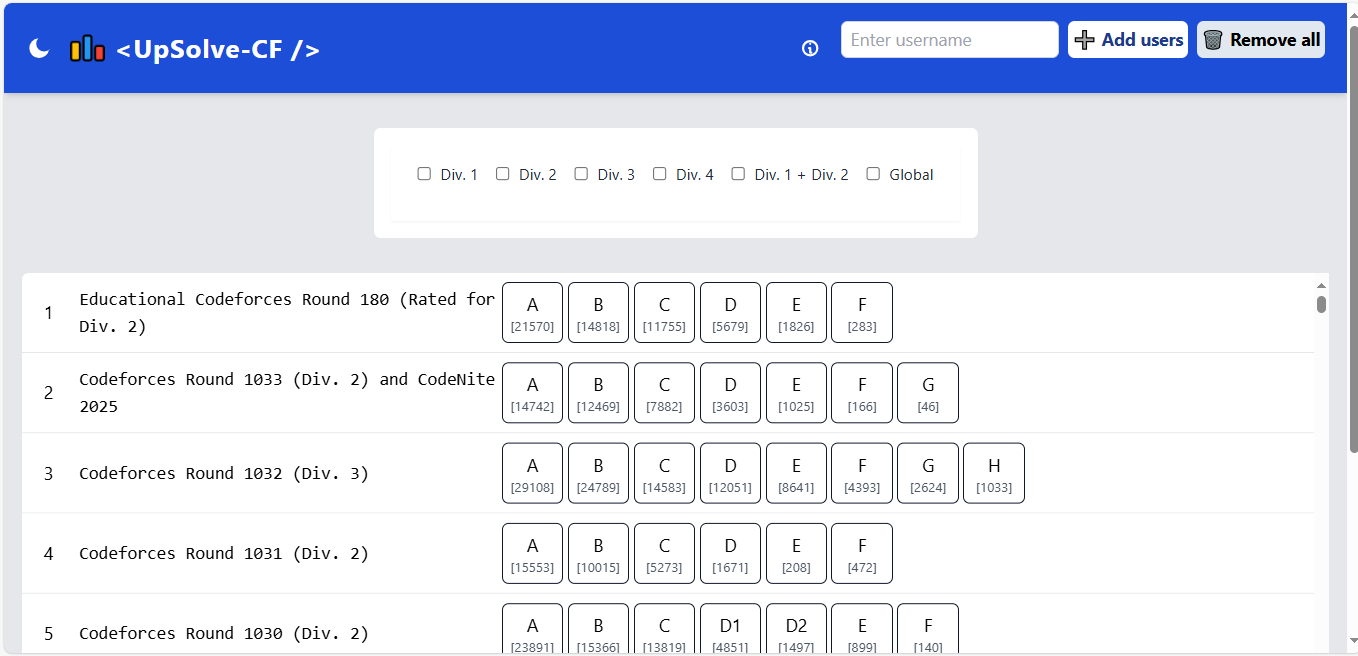 <UpSolve-CF />
Enter username
Add users
Remove all
Div. 1 Div. 2 Div. 3 Div. 4 Div. 1 + Div. 2 Global
1
Educational Codeforces Round 180 (Rated for
Div. 2)
A B C D E F
[21570] [14818] [11755] [5679] [1826] [283]
2
Codeforces Round 1033 (Div. 2) and CodeNite
2025
A B C D E F G
[14742] [12469] [7882] [3603] [1025] [166] [46]
3
Codeforces Round 1032 (Div. 3)
A B C D E F G H
[29108] [24789] [14583] [12051] [8641] [4393] [2624] [1033]
4
Codeforces Round 1031 (Div. 2)
A B C D E F
[15553] [10015] [5273] [1671] [208] [472]
5
Codeforces Round 1030 (Div. 2)
A B C D1 D2 E F
[23891] [15366] [13819] [4851] [1497] [899] [140]